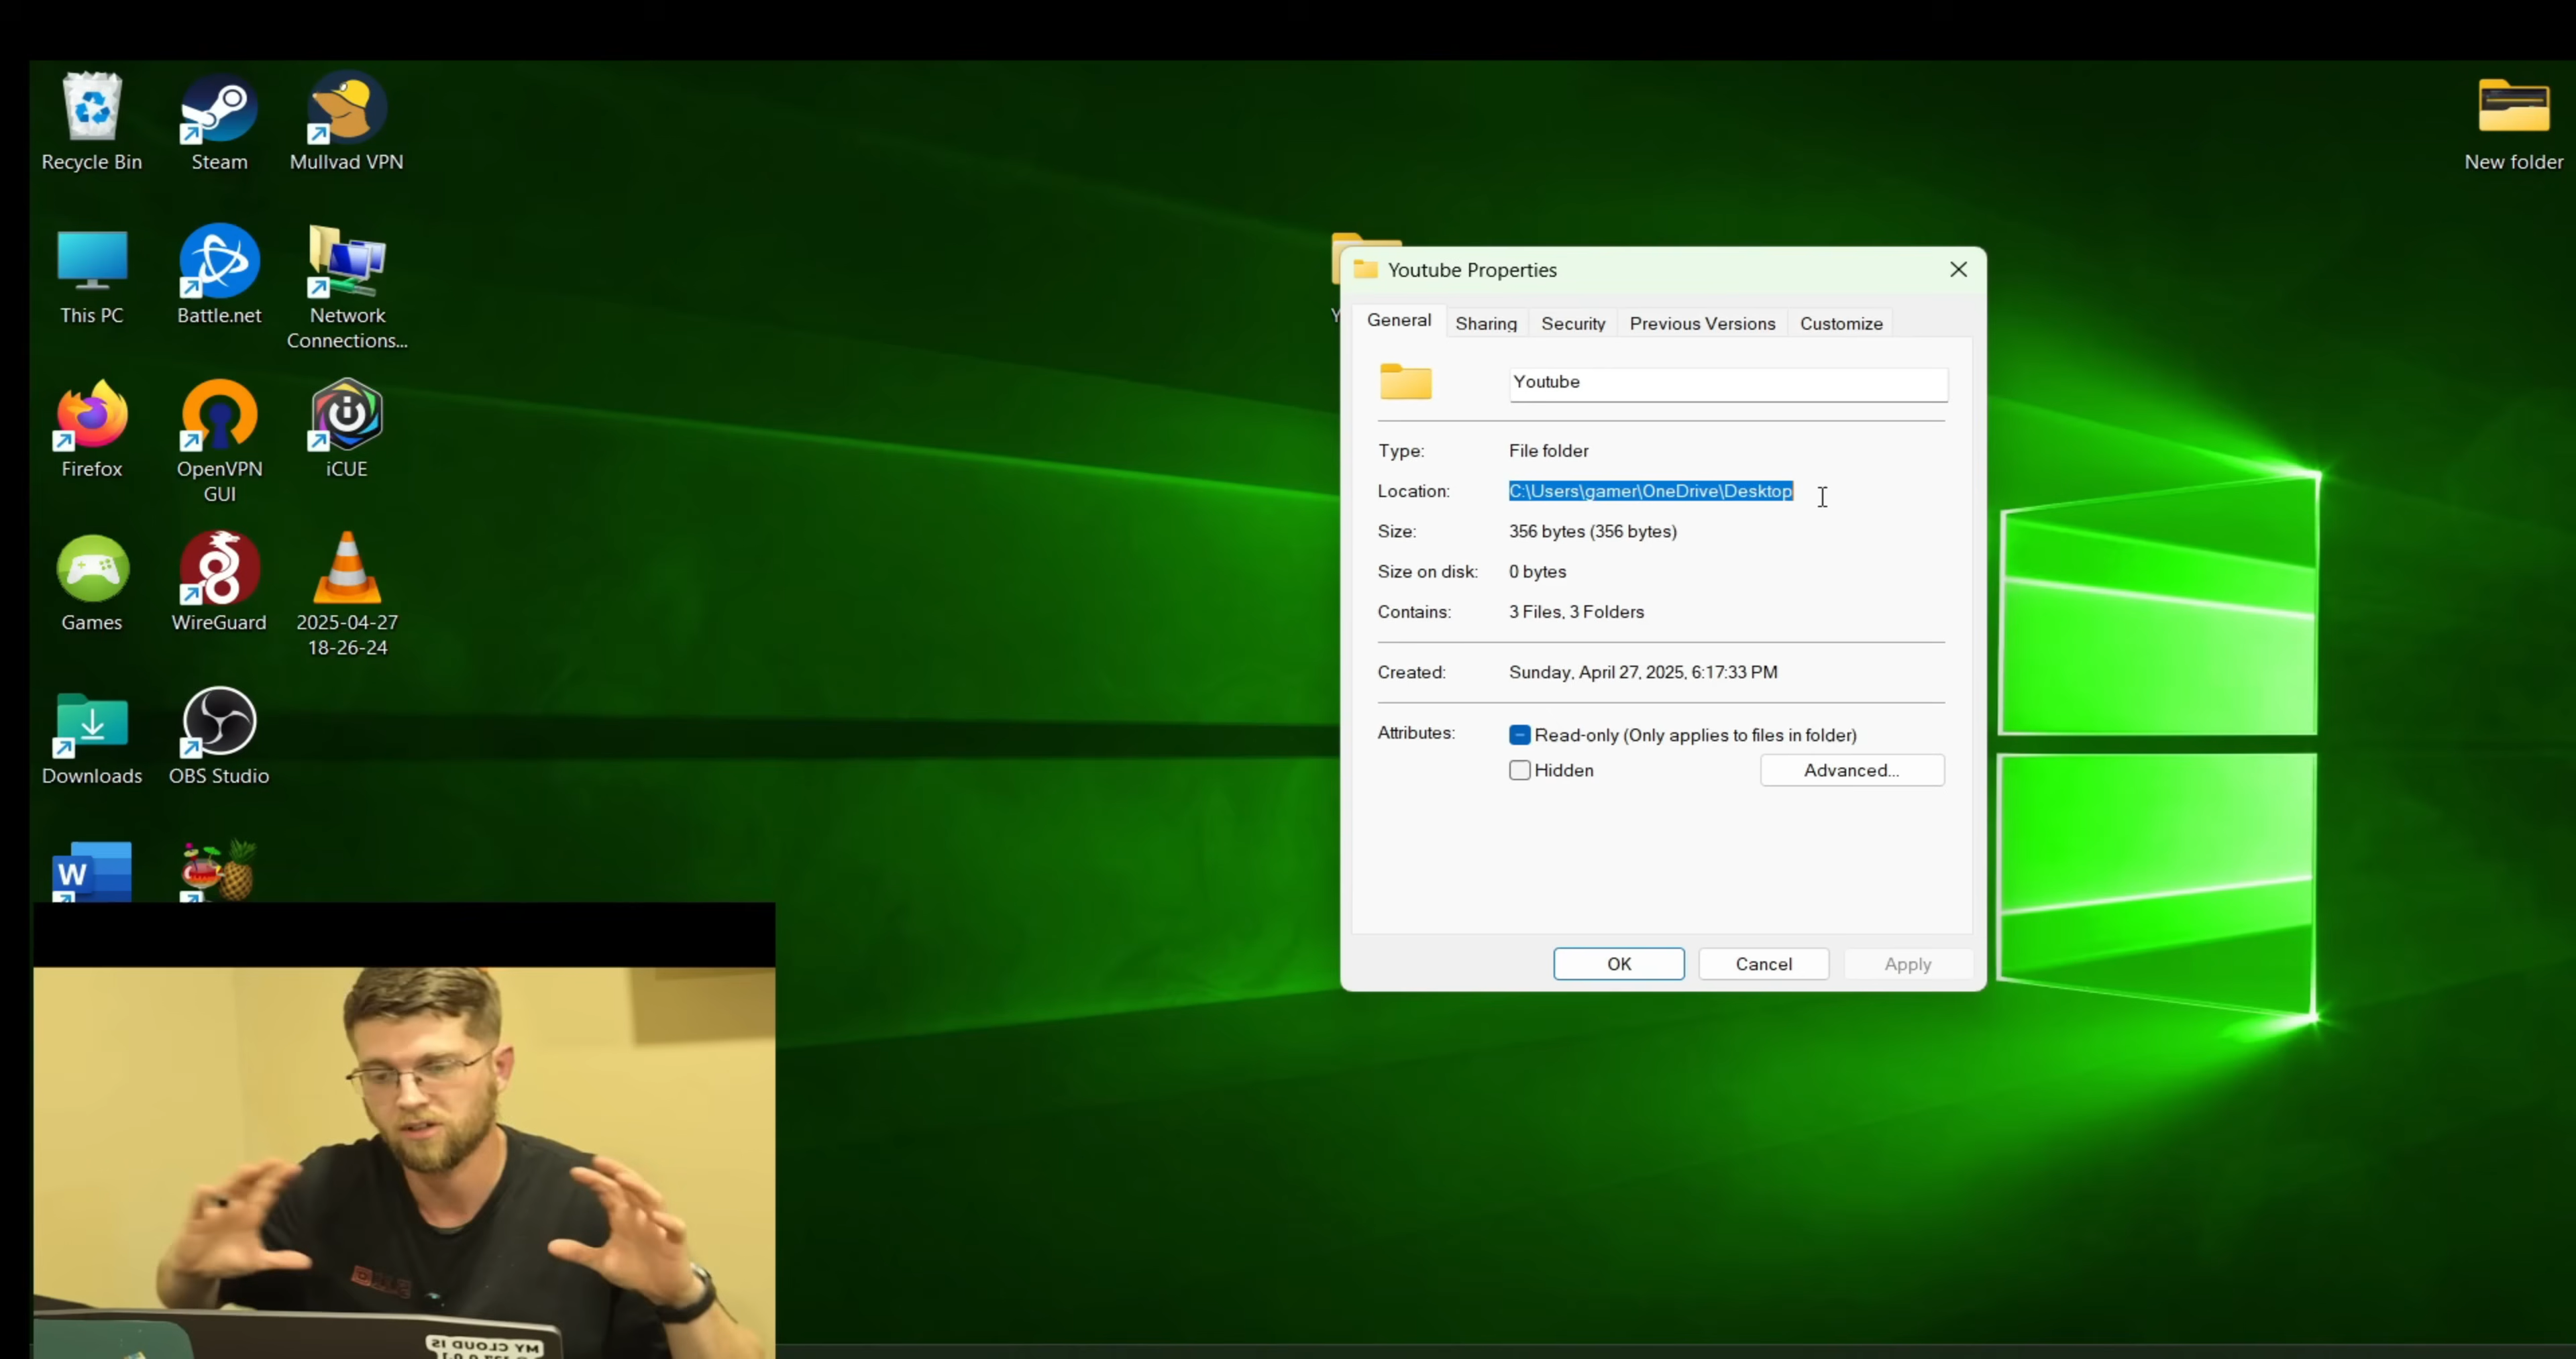 Recycle Bin
Steam
Mullvad VPN
New folder
This PC
Battle.net
Network
Connections...
Firefox
OpenVPN
GUI
iCUE
Games
WireGuard
2025-04-27
18-26-24
Downloads
OBS Studio
W
Y
Youtube Properties
General
Sharing
Security
Previous Versions
Customize
Youtube
Type: File folder
Location: C:\Users\gamer\OneDrive\Desktop
Size: 356 bytes (356 bytes)
Size on disk: 0 bytes
Contains: 3 Files, 3 Folders
Created: Sunday, April 27, 2025, 6:17:33 PM
Attributes: Read-only (Only applies to files in folder)
Hidden
Advanced...
OK
Cancel
Apply
MY CLOUD IS